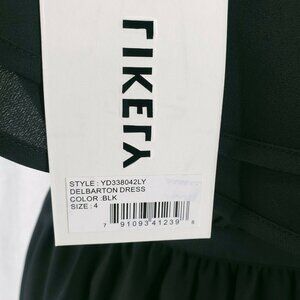 LIKELY
STYLE : YD338042LY
DELBARTON DRESS
COLOR :BLK
SIZE : 4
7 91093 41239 8